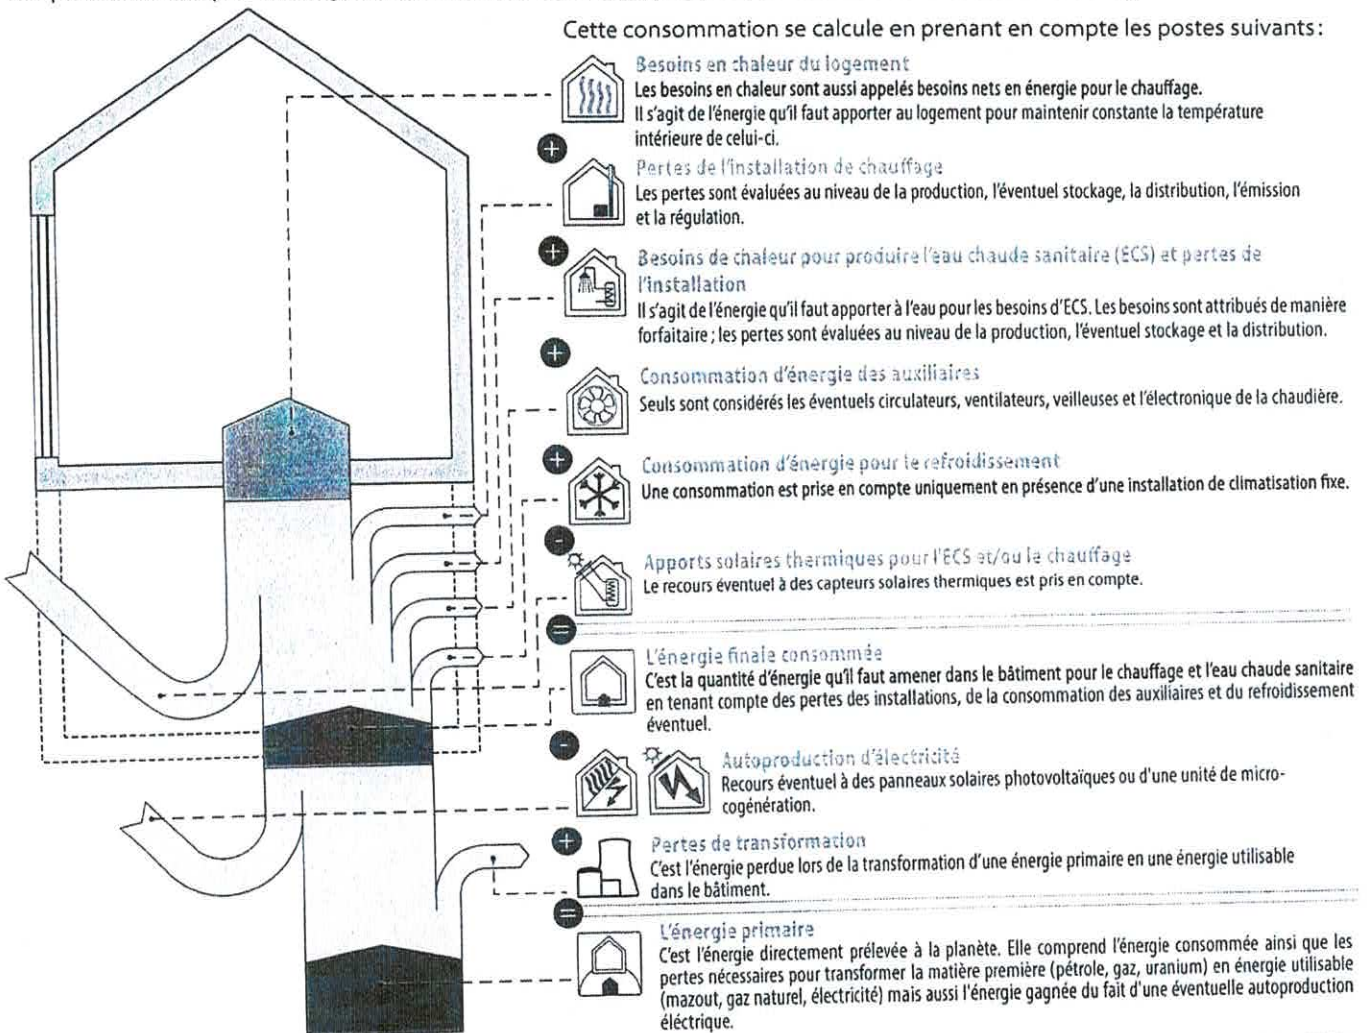 Cette consommation se calcule en prenant en compte les postes suivants :
Besoins en chaleur du logement
Les besoins en chaleur sont aussi appelés besoins nets en énergie pour le chauffage.
Il s'agit de l'énergie qu'il faut apporter au logement pour maintenir constante la température
intérieure de celui-ci.
+
Pertes de l'installation de chauffage
Les pertes sont évaluées au niveau de la production, l'éventuel stockage, la distribution, l'émission
et la régulation.
+
Besoins de chaleur pour produire l'eau chaude sanitaire (ECS) et pertes de
l'installation
Il s'agit de l'énergie qu'il faut apporter à l'eau pour les besoins d'ECS. Les besoins sont attribués de manière
forfaitaire ; les pertes sont évaluées au niveau de la production, l'éventuel stockage et la distribution.
+
Consommation d'énergie des auxiliaires
Seuls sont considérés les éventuels circulateurs, ventilateurs, veilleuses et l'électronique de la chaudière.
+
Consommation d'énergie pour le refroidissement
Une consommation est prise en compte uniquement en présence d'une installation de climatisation fixe.
-
Apports solaires thermiques pour l'ECS et/ou le chauffage
Le recours éventuel à des capteurs solaires thermiques est pris en compte.
=
L'énergie finale consommée
C'est la quantité d'énergie qu'il faut amener dans le bâtiment pour le chauffage et l'eau chaude sanitaire
en tenant compte des pertes des installations, de la consommation des auxiliaires et du refroidissement
éventuel.
-
Autoproduction d'électricité
Recours éventuel à des panneaux solaires photovoltaïques ou d'une unité de micro-
cogénération.
+
Pertes de transformation
C'est l'énergie perdue lors de la transformation d'une énergie primaire en une énergie utilisable
dans le bâtiment.
=
L'énergie primaire
C'est l'énergie directement prélevée à la planète. Elle comprend l'énergie consommée ainsi que les
pertes nécessaires pour transformer la matière première (pétrole, gaz, uranium) en énergie utilisable
(mazout, gaz naturel, électricité) mais aussi l'énergie gagnée du fait d'une éventuelle autoproduction
éléctrique.